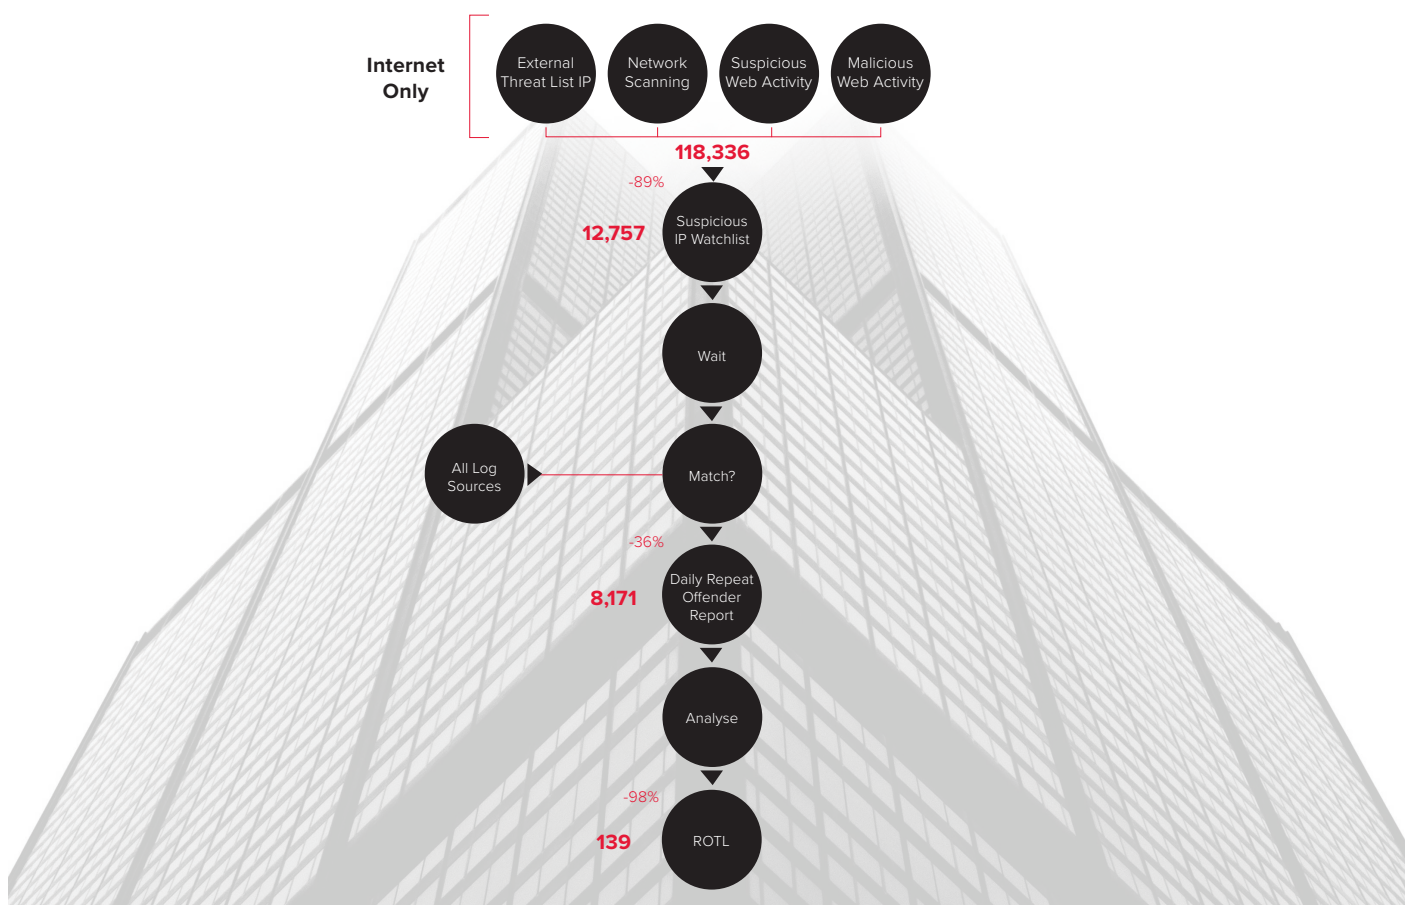 Internet
Only
External
Threat List IP
Network
Scanning
Suspicious
Web Activity
Malicious
Web Activity
118,336
-89%
12,757
Suspicious
IP Watchlist
Wait
All Log
Sources
Match?
-36%
8,171
Daily Repeat
Offender
Report
Analyse
-98%
139
ROTL